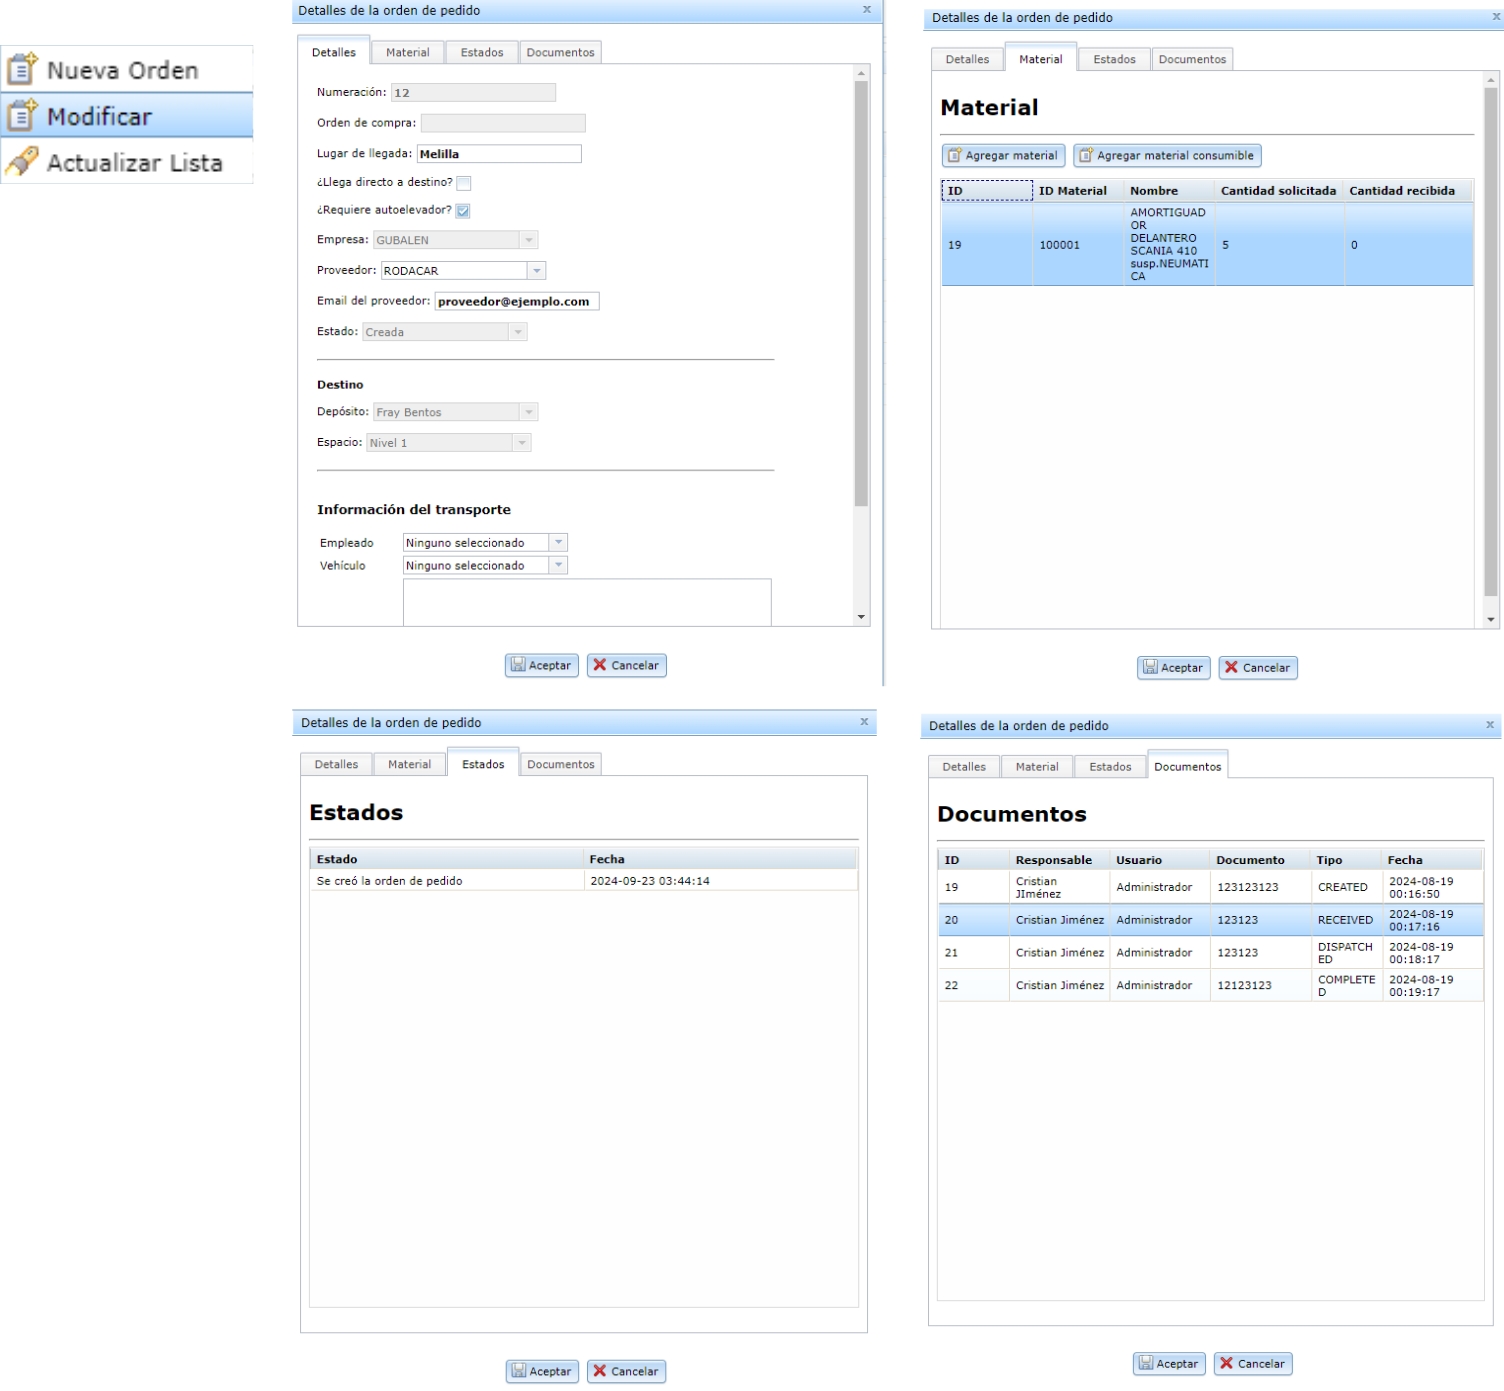 Nueva Orden
Modificar
Actualizar Lista
Detalles de la orden de pedido x
Detalles Material Estados Documentos
Numeración: 12
Orden de compra:
Lugar de llegada: Melilla
¿Llega directo a destino?
¿Requiere autoelevador?
Empresa: GUBALEN
Proveedor: RODACAR
Email del proveedor: proveedor@ejemplo.com
Estado: Creada
Destino
Depósito: Fray Bentos
Espacio: Nivel 1
Información del transporte
Empleado Ninguno seleccionado
Vehículo Ninguno seleccionado
Aceptar Cancelar
Detalles de la orden de pedido x
Detalles Material Estados Documentos
Material
Agregar material Agregar material consumible
ID ID Material Nombre Cantidad solicitada Cantidad recibida
AMORTIGUAD
OR
DELANTERO
19 100001 SCANIA 410 5 0
susp.NEUMATI
CA
Aceptar Cancelar
Detalles de la orden de pedido x
Detalles Material Estados Documentos
Estados
Estado Fecha
Se creó la orden de pedido 2024-09-23 03:44:14
Aceptar Cancelar
Detalles de la orden de pedido x
Detalles Material Estados Documentos
Documentos
ID Responsable Usuario Documento Tipo Fecha
19 Cristian JIménez Administrador 123123123 CREATED 2024-08-19 00:16:50
20 Cristian Jiménez Administrador 123123 RECEIVED 2024-08-19 00:17:16
21 Cristian Jiménez Administrador 123123 DISPATCH ED 2024-08-19 00:18:17
22 Cristian Jiménez Administrador 12123123 COMPLETE D 2024-08-19 00:19:17
Aceptar Cancelar